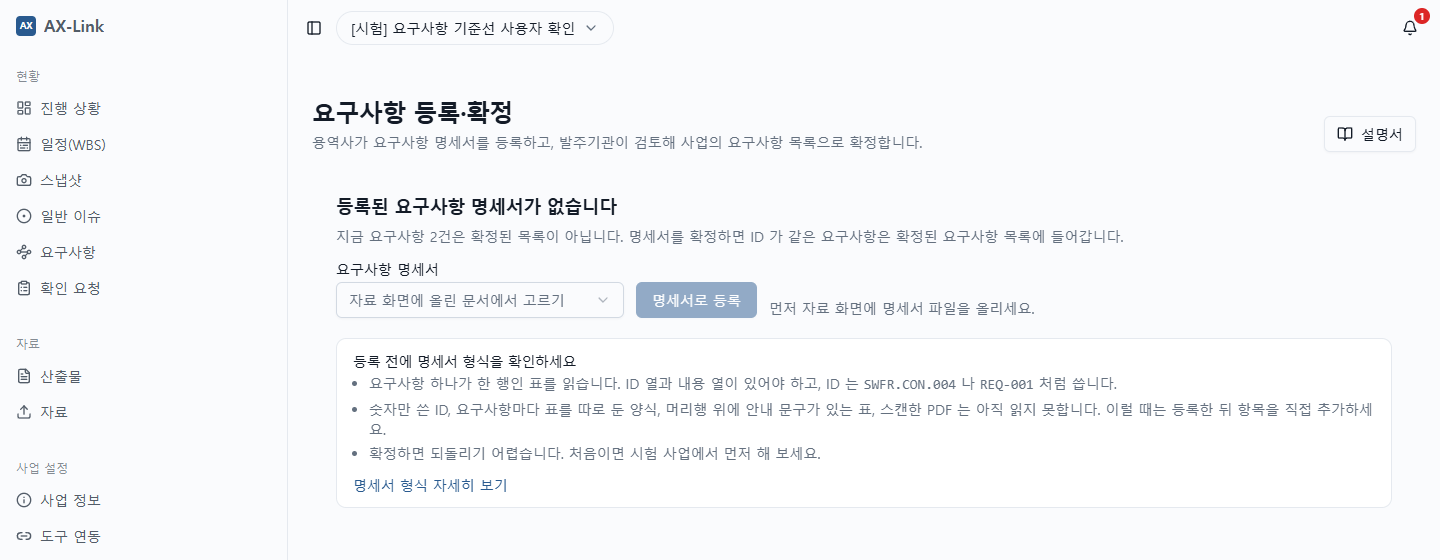 AX AX-Link
현황
진행 상황
일정(WBS)
스냅샷
일반 이슈
요구사항
확인 요청
자료
산출물
자료
사업 설정
사업 정보
도구 연동
[시험] 요구사항 기준선 사용자 확인
1
요구사항 등록·확정
용역사가 요구사항 명세서를 등록하고, 발주기관이 검토해 사업의 요구사항 목록으로 확정합니다.
설명서
등록된 요구사항 명세서가 없습니다
지금 요구사항 2건은 확정된 목록이 아닙니다. 명세서를 확정하면 ID 가 같은 요구사항은 확정된 요구사항 목록에 들어갑니다.
요구사항 명세서
자료 화면에 올린 문서에서 고르기
명세서로 등록
먼저 자료 화면에 명세서 파일을 올리세요.
등록 전에 명세서 형식을 확인하세요
• 요구사항 하나가 한 행인 표를 읽습니다. ID 열과 내용 열이 있어야 하고, ID 는 SWFR.CON.004 나 REQ-001 처럼 씁니다.
• 숫자만 쓴 ID, 요구사항마다 표를 따로 둔 양식, 머리행 위에 안내 문구가 있는 표, 스캔한 PDF 는 아직 읽지 못합니다. 이럴 때는 등록한 뒤 항목을 직접 추가하세
요.
• 확정하면 되돌리기 어렵습니다. 처음이면 시험 사업에서 먼저 해 보세요.
명세서 형식 자세히 보기